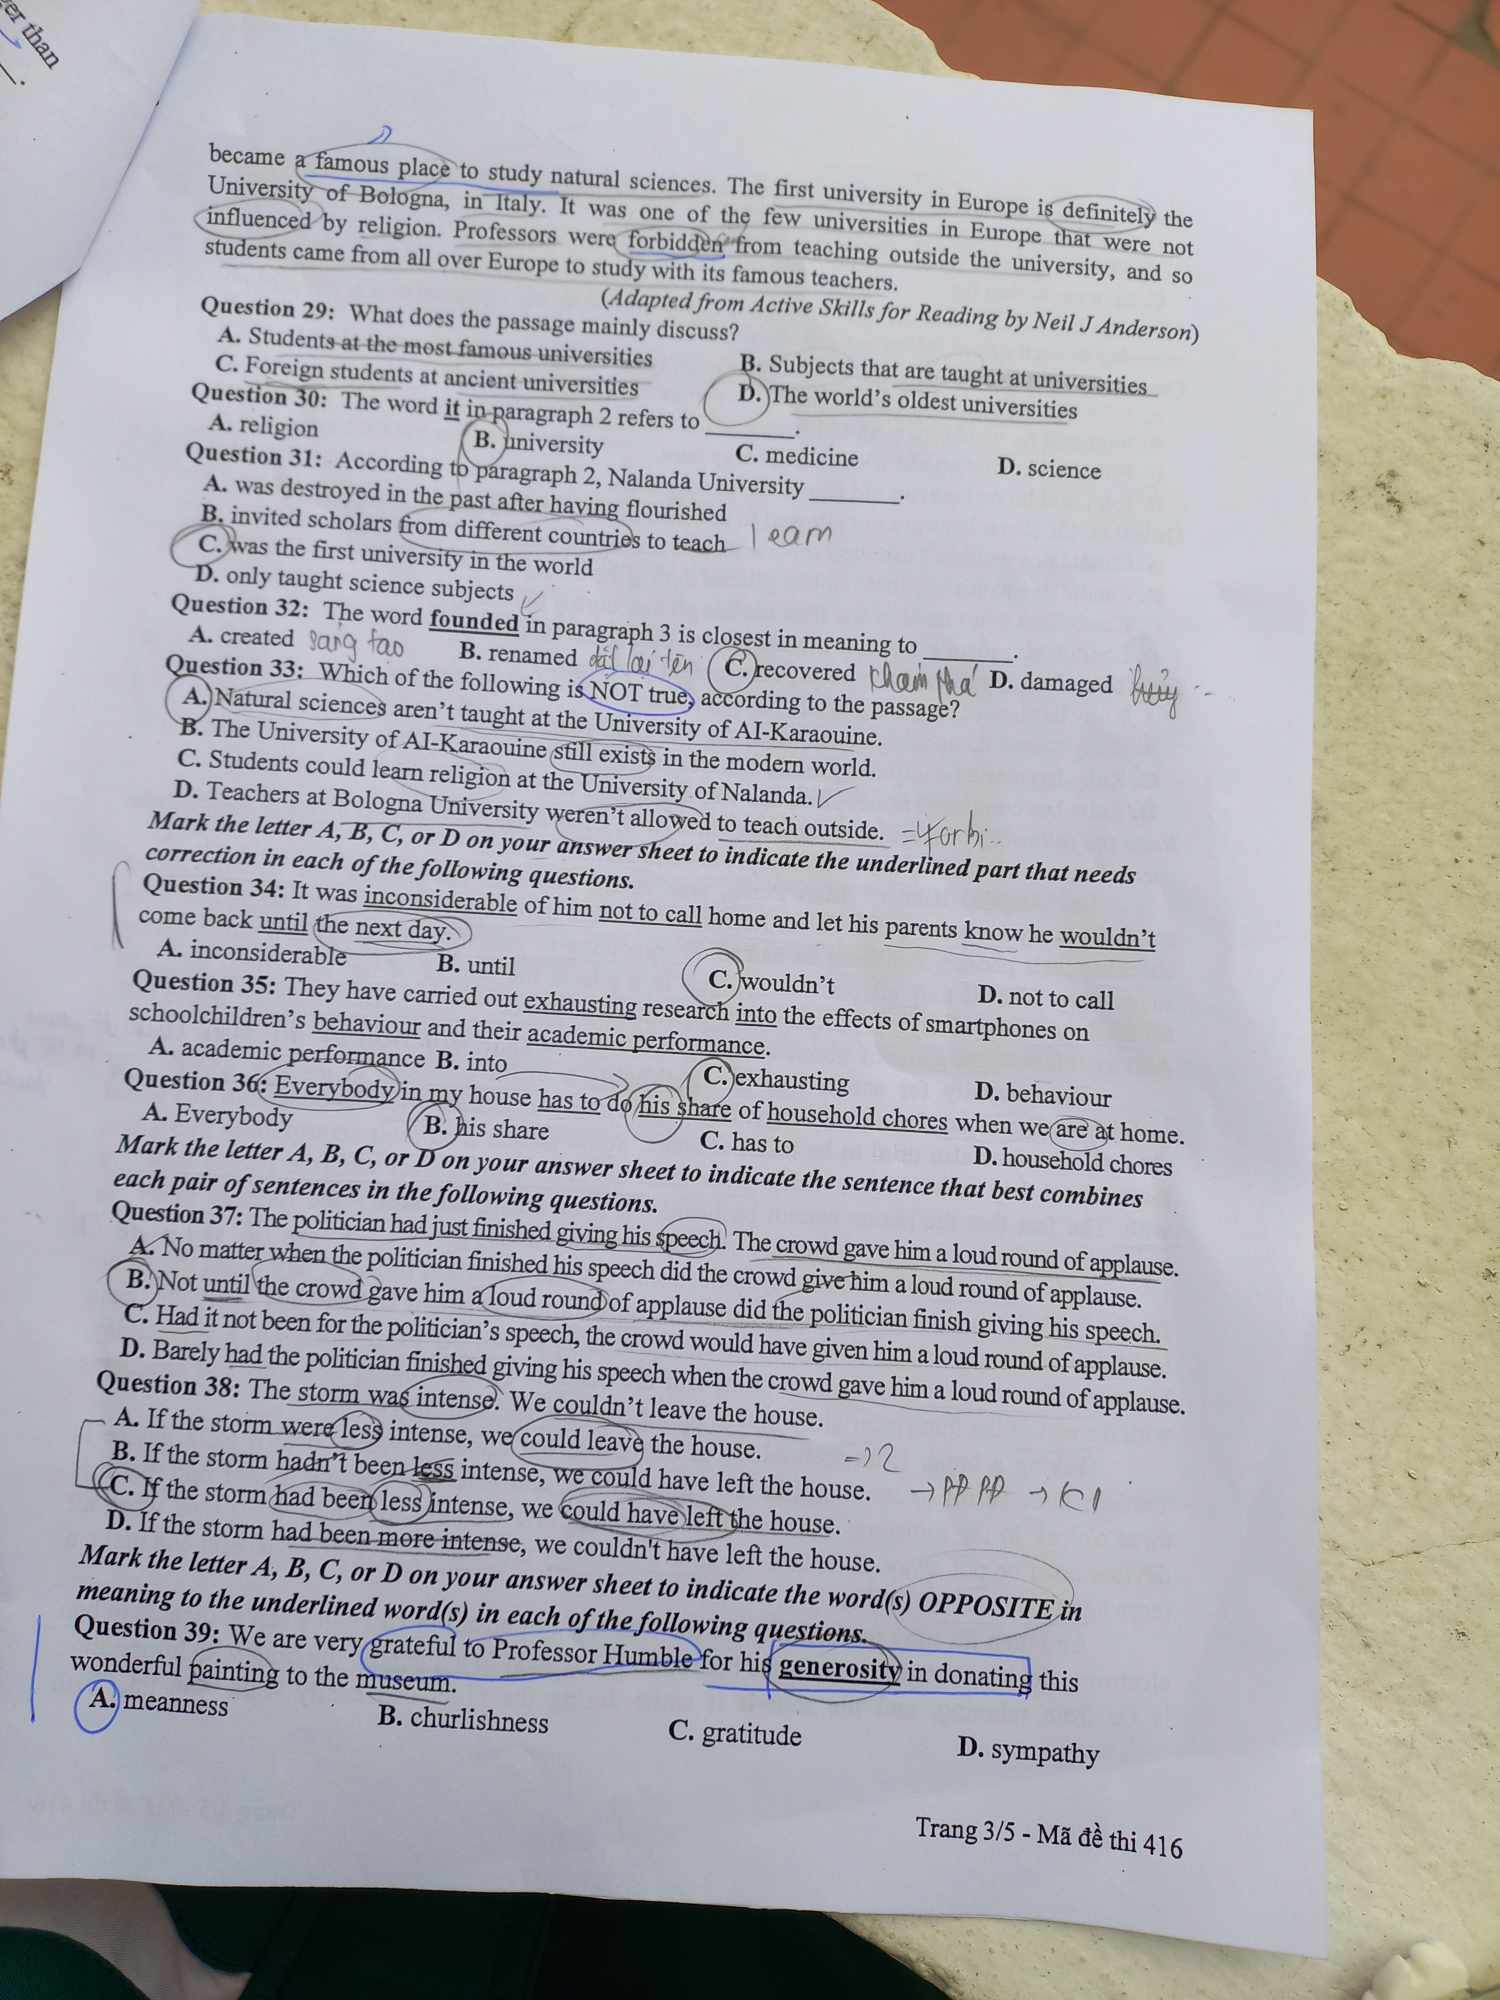 er than
became a famous place to study natural sciences. The first university in Europe is definitely the
University of Bologna, in Italy. It was one of the few universities in Europe that were not
influenced by religion. Professors were forbidden from teaching outside the university, and so
students came from all over Europe to study with its famous teachers.
(Adapted from Active Skills for Reading by Neil J Anderson)
Question 29: What does the passage mainly discuss?
A. Students at the most famous universities B. Subjects that are taught at universities
C. Foreign students at ancient universities D. The world's oldest universities
Question 30: The word it in paragraph 2 refers to ________.
A. religion B. university C. medicine D. science
Question 31: According to paragraph 2, Nalanda University ________.
A. was destroyed in the past after having flourished
B. invited scholars from different countries to teach learn
C. was the first university in the world
D. only taught science subjects
Question 32: The word founded in paragraph 3 is closest in meaning to ________.
A. created sáng tạo B. renamed đặt lại tên C. recovered khám phá D. damaged hủy
Question 33: Which of the following is NOT true, according to the passage?
A. Natural sciences aren't taught at the University of AI-Karaouine.
B. The University of AI-Karaouine still exists in the modern world.
C. Students could learn religion at the University of Nalanda.
D. Teachers at Bologna University weren't allowed to teach outside. = forbi..
Mark the letter A, B, C, or D on your answer sheet to indicate the underlined part that needs
correction in each of the following questions.
Question 34: It was inconsiderable of him not to call home and let his parents know he wouldn't
come back until the next day.
A. inconsiderable B. until C. wouldn't D. not to call
Question 35: They have carried out exhausting research into the effects of smartphones on
schoolchildren's behaviour and their academic performance.
A. academic performance B. into C. exhausting D. behaviour
Question 36: Everybody in my house has to do his share of household chores when we are at home.
A. Everybody B. his share C. has to D. household chores
Mark the letter A, B, C, or D on your answer sheet to indicate the sentence that best combines
each pair of sentences in the following questions.
Question 37: The politician had just finished giving his speech. The crowd gave him a loud round of applause.
A. No matter when the politician finished his speech did the crowd give him a loud round of applause.
B. Not until the crowd gave him a loud round of applause did the politician finish giving his speech.
C. Had it not been for the politician's speech, the crowd would have given him a loud round of applause.
D. Barely had the politician finished giving his speech when the crowd gave him a loud round of applause.
Question 38: The storm was intense. We couldn't leave the house.
A. If the storm were less intense, we could leave the house. → 2
B. If the storm hadn't been less intense, we could have left the house.
C. If the storm had been less intense, we could have left the house.
D. If the storm had been more intense, we couldn't have left the house.
Mark the letter A, B, C, or D on your answer sheet to indicate the word(s) OPPOSITE in
meaning to the underlined word(s) in each of the following questions.
Question 39: We are very grateful to Professor Humble for his generosity in donating this
wonderful painting to the museum.
A. meanness B. churlishness C. gratitude D. sympathy
Trang 3/5 - Mã đề thi 416